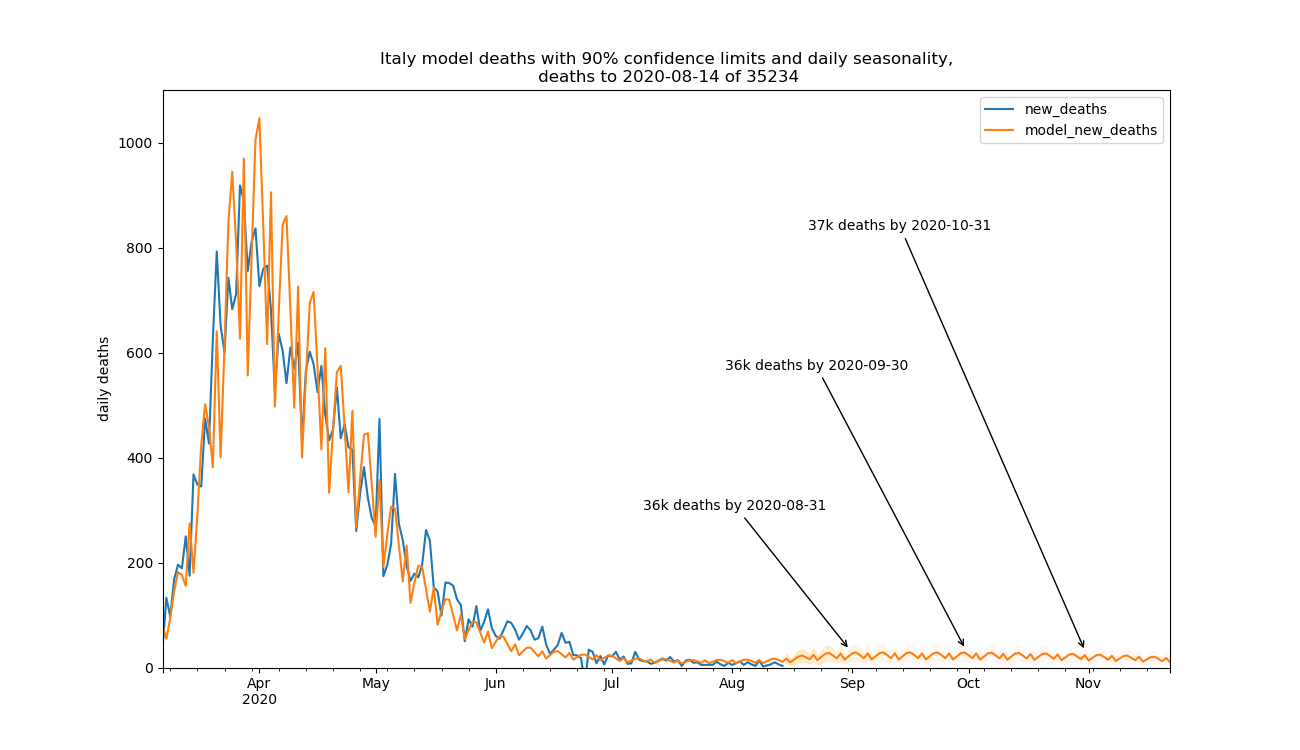 Italy model deaths with 90% confidence limits and daily seasonality,
deaths to 2020-08-14 of 35234
new_deaths
model_new_deaths
1000
800
600
400
200
0
daily deaths
37k deaths by 2020-10-31
36k deaths by 2020-09-30
36k deaths by 2020-08-31
Apr
2020
May
Jun
Jul
Aug
Sep
Oct
Nov